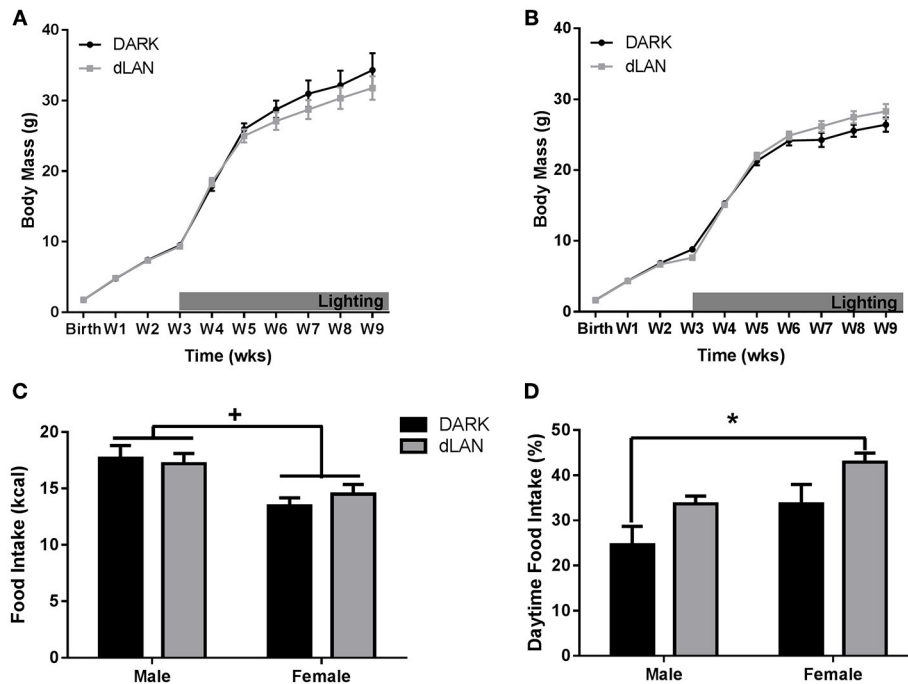 A
DARK
dLAN
Body Mass (g)
40
30
20
10
0
Lighting
Birth W1 W2 W3 W4 W5 W6 W7 W8 W9
Time (wks)
B
DARK
dLAN
Body Mass (g)
40
30
20
10
0
Lighting
Birth W1 W2 W3 W4 W5 W6 W7 W8 W9
Time (wks)
C
+
DARK
dLAN
Food Intake (kcal)
20
15
10
5
0
Male Female
D
*
Daytime Food Intake (%)
50
40
30
20
10
0
Male Female